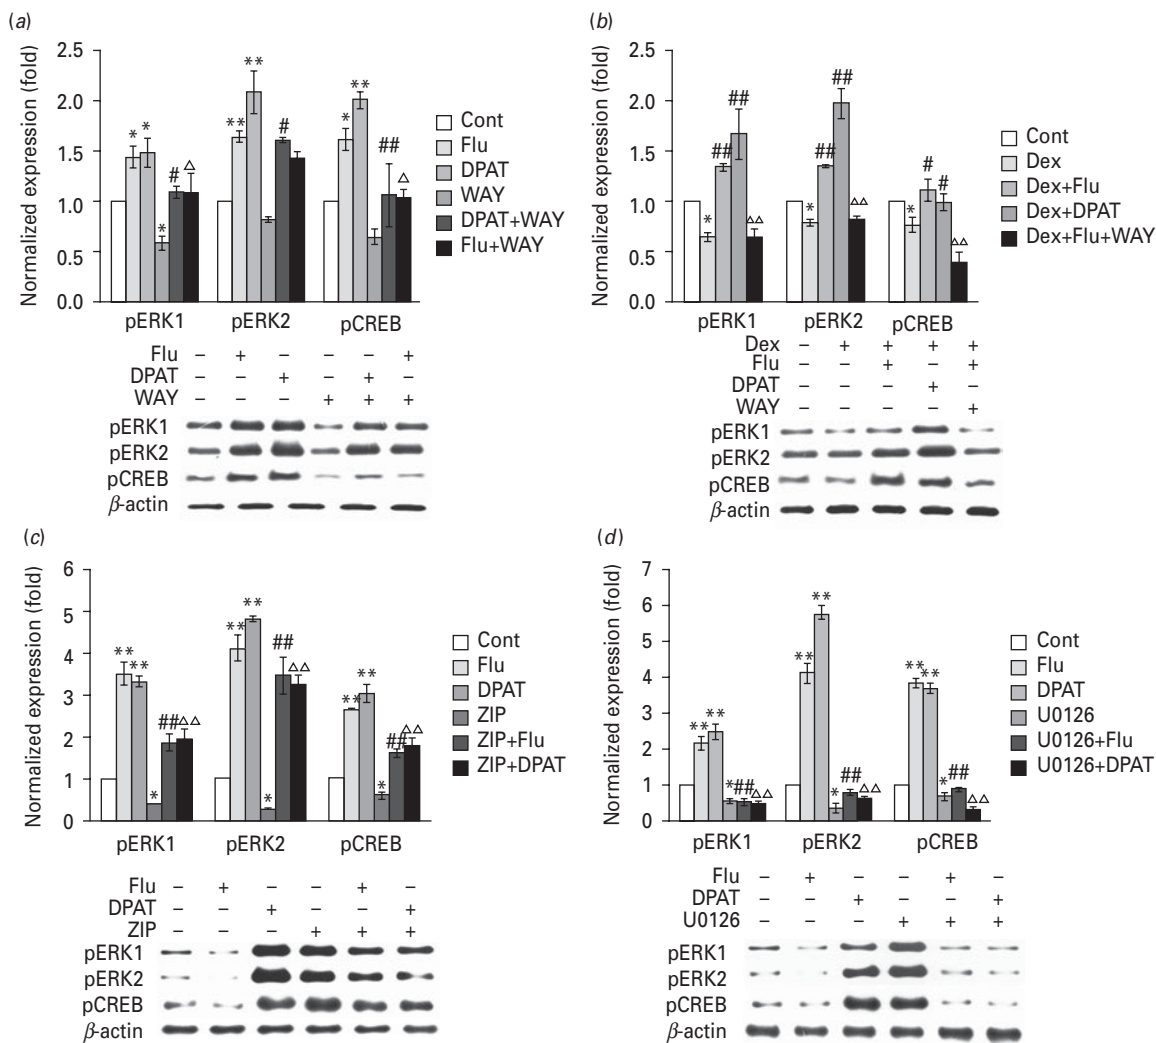 (a)
Normalized expression (fold)
2.5
2.0
1.5
1.0
0.5
0.0
* * * # △
** ** #
* ** ## △
pERK1 pERK2 pCREB
Cont
Flu
DPAT
WAY
DPAT+WAY
Flu+WAY
Flu – + – – – +
DPAT – – + – + –
WAY – – – + + +
pERK1
pERK2
pCREB
β-actin
(b)
Normalized expression (fold)
2.5
2.0
1.5
1.0
0.5
0.0
* ## ## △△
* ## ## △△
* # # △△
pERK1 pERK2 pCREB
Cont
Dex
Dex+Flu
Dex+DPAT
Dex+Flu+WAY
Dex – + + + +
Flu – – + – +
DPAT – – – + –
WAY – – – – +
pERK1
pERK2
pCREB
β-actin
(c)
Normalized expression (fold)
6
5
4
3
2
1
0
** ** * ## △△
** ** * ## △△
** ** * ## △△
pERK1 pERK2 pCREB
Cont
Flu
DPAT
ZIP
ZIP+Flu
ZIP+DPAT
Flu – + – – + –
DPAT – – + – – +
ZIP – – – + + +
pERK1
pERK2
pCREB
β-actin
(d)
Normalized expression (fold)
7
6
5
4
3
2
1
0
** ** * ## △△
** ** * ## △△
** ** * ## △△
pERK1 pERK2 pCREB
Cont
Flu
DPAT
U0126
U0126+Flu
U0126+DPAT
Flu – + – – + –
DPAT – – + – – +
U0126 – – – + + +
pERK1
pERK2
pCREB
β-actin